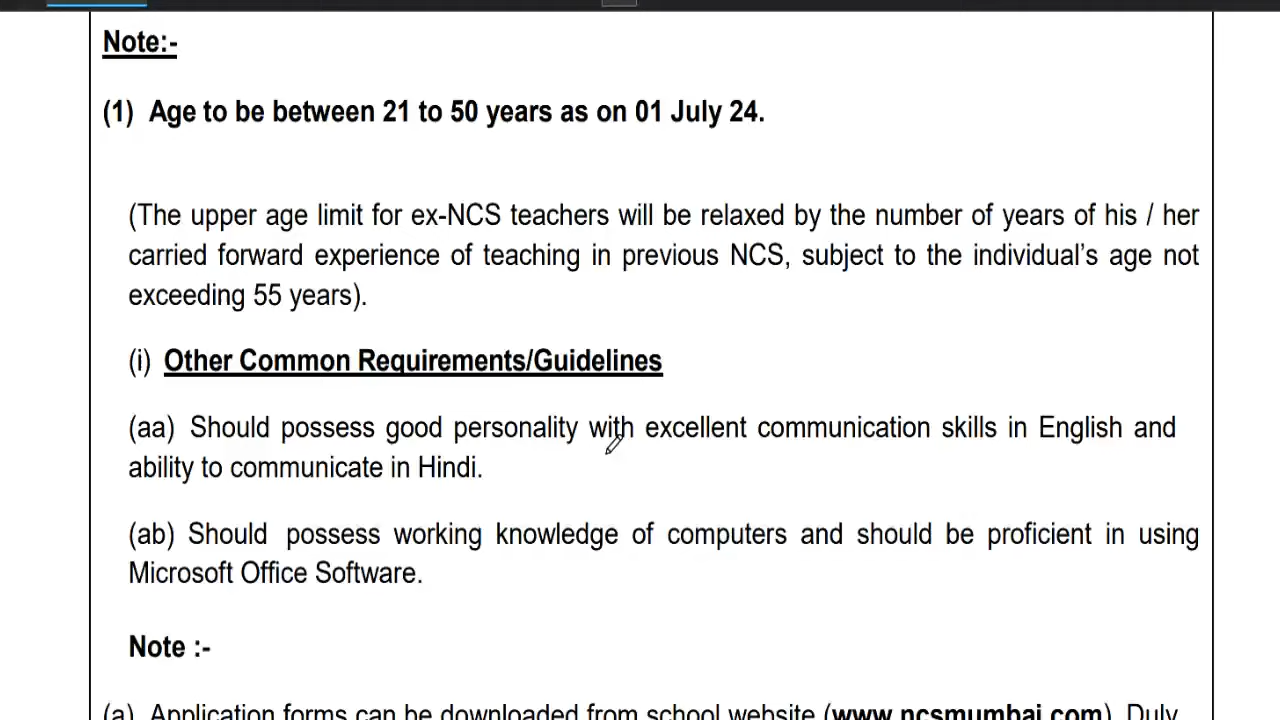 Note:-
(1) Age to be between 21 to 50 years as on 01 July 24.
(The upper age limit for ex-NCS teachers will be relaxed by the number of years of his / her
carried forward experience of teaching in previous NCS, subject to the individual's age not
exceeding 55 years).
(i) Other Common Requirements/Guidelines
(aa) Should possess good personality with excellent communication skills in English and
ability to communicate in Hindi.
(ab) Should possess working knowledge of computers and should be proficient in using
Microsoft Office Software.
Note :-
(a) Application forms can be downloaded from school website (www.ncsmumbai.com). Duly